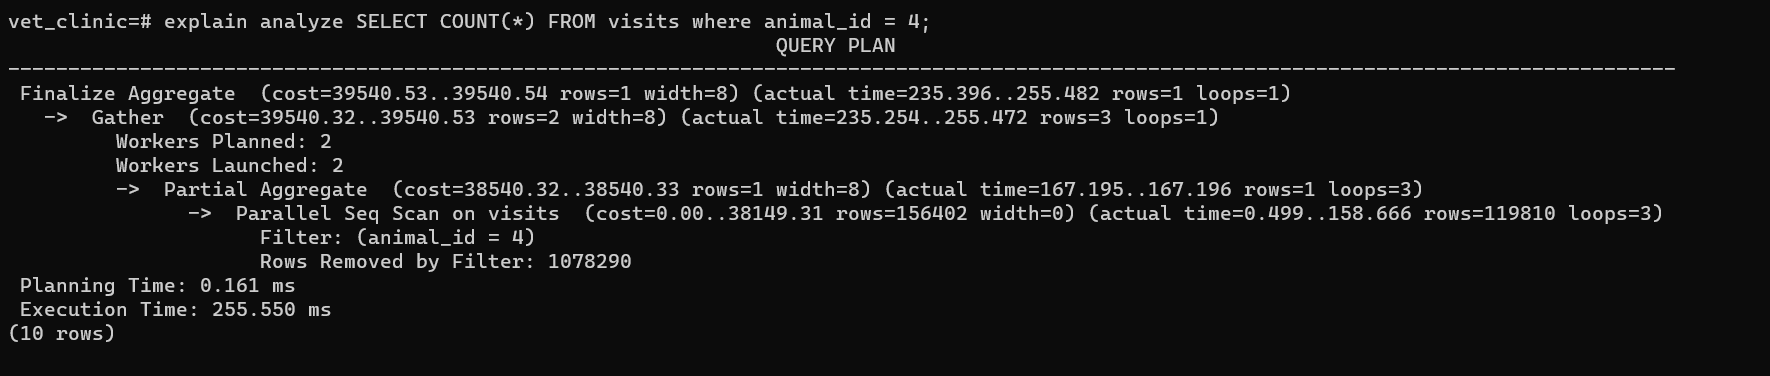 vet_clinic=# explain analyze SELECT COUNT(*) FROM visits where animal_id = 4;
QUERY PLAN
-------------------------------------------------------------------------------------------------------------------------------------------
Finalize Aggregate  (cost=39540.53..39540.54 rows=1 width=8) (actual time=235.396..255.482 rows=1 loops=1)
  ->  Gather  (cost=39540.32..39540.53 rows=2 width=8) (actual time=235.254..255.472 rows=3 loops=1)
        Workers Planned: 2
        Workers Launched: 2
        ->  Partial Aggregate  (cost=38540.32..38540.33 rows=1 width=8) (actual time=167.195..167.196 rows=1 loops=3)
              ->  Parallel Seq Scan on visits  (cost=0.00..38149.31 rows=156402 width=0) (actual time=0.499..158.666 rows=119810 loops=3)
                    Filter: (animal_id = 4)
                    Rows Removed by Filter: 1078290
Planning Time: 0.161 ms
Execution Time: 255.550 ms
(10 rows)